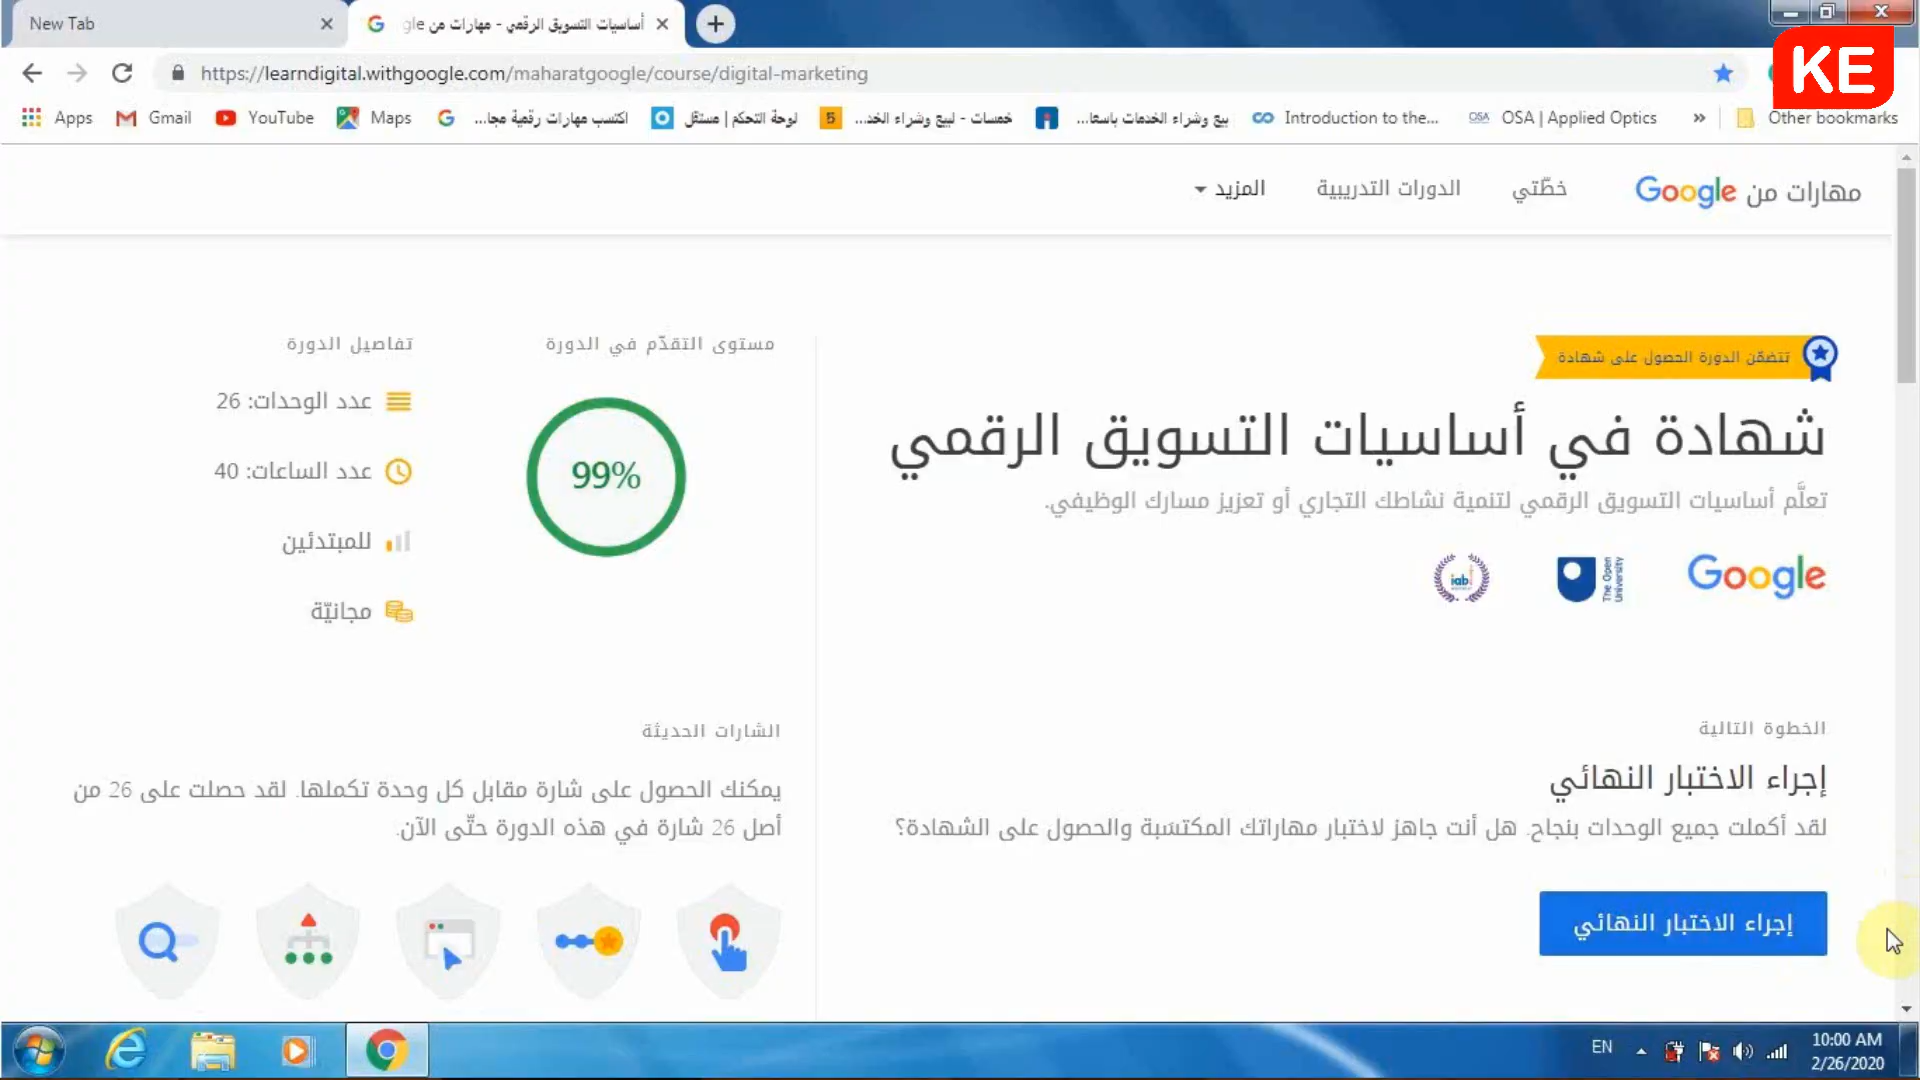 New Tab
أساسيات التسويق الرقمي - مهارات من gle
KE
https://learndigital.withgoogle.com/maharatgoogle/course/digital-marketing
Apps
Gmail
YouTube
Maps
اكتسب مهارات رقمية مجا...
لوحة التحكم | مستقل
5
خمسات - لبيع وشراء الخد...
بيع وشراء الخدمات باسعا...
Introduction to the...
OSA
OSA | Applied Optics
»
Other bookmarks
مهارات من Google
خطّتي
الدورات التدريبية
المزيد
تتضمّن الدورة الحصول على شهادة
شهادة في أساسيات التسويق الرقمي
تعلَّم أساسيات التسويق الرقمي لتنمية نشاطك التجاري أو تعزيز مسارك الوظيفي.
Google
The Open University
iab
الخطوة التالية
إجراء الاختبار النهائي
لقد أكملت جميع الوحدات بنجاح. هل أنت جاهز لاختبار مهاراتك المكتسَبة والحصول على الشهادة؟
إجراء الاختبار النهائي
مستوى التقدّم في الدورة
99%
تفاصيل الدورة
عدد الوحدات: 26
عدد الساعات: 40
للمبتدئين
مجانيّة
الشارات الحديثة
يمكنك الحصول على شارة مقابل كل وحدة تكملها. لقد حصلت على 26 من
أصل 26 شارة في هذه الدورة حتّى الآن.
EN
10:00 AM
2/26/2020